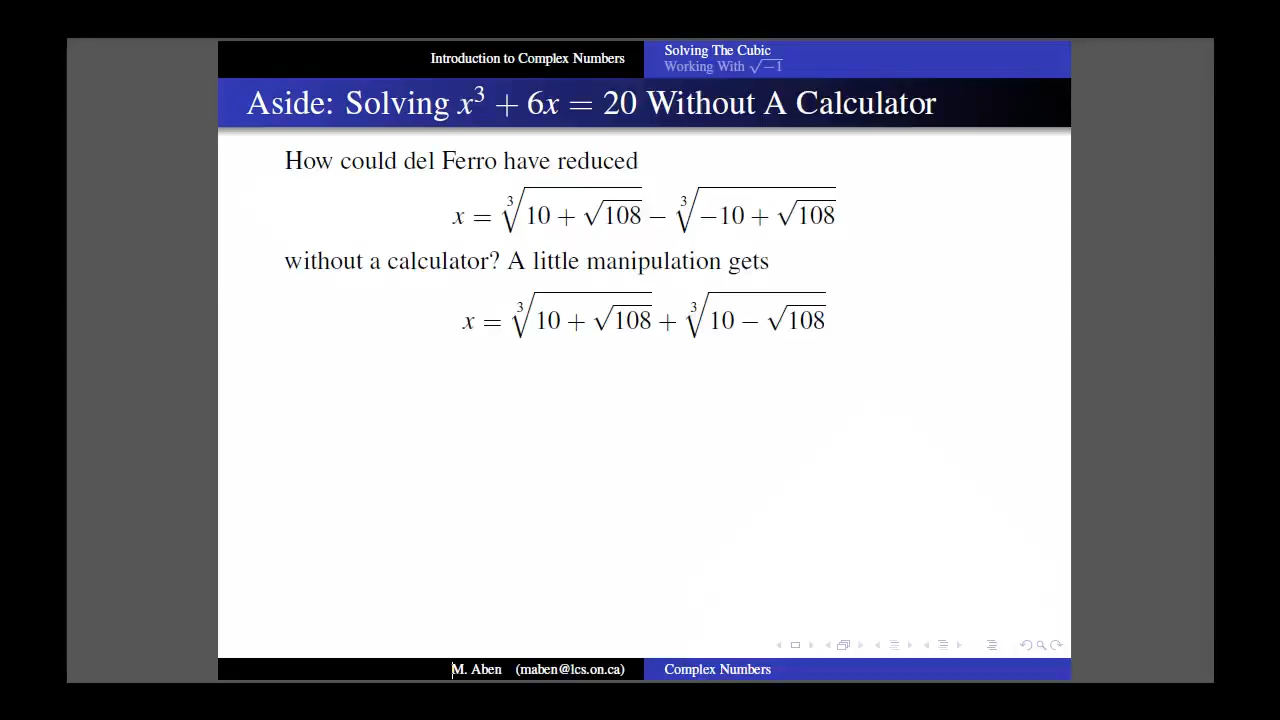 Introduction to Complex Numbers
Solving The Cubic
Working With √−1
Aside: Solving x³ + 6x = 20 Without A Calculator
How could del Ferro have reduced
x = ∛(10 + √108) − ∛(−10 + √108)
without a calculator? A little manipulation gets
x = ∛(10 + √108) + ∛(10 − √108)
M. Aben (maben@lcs.on.ca)
Complex Numbers